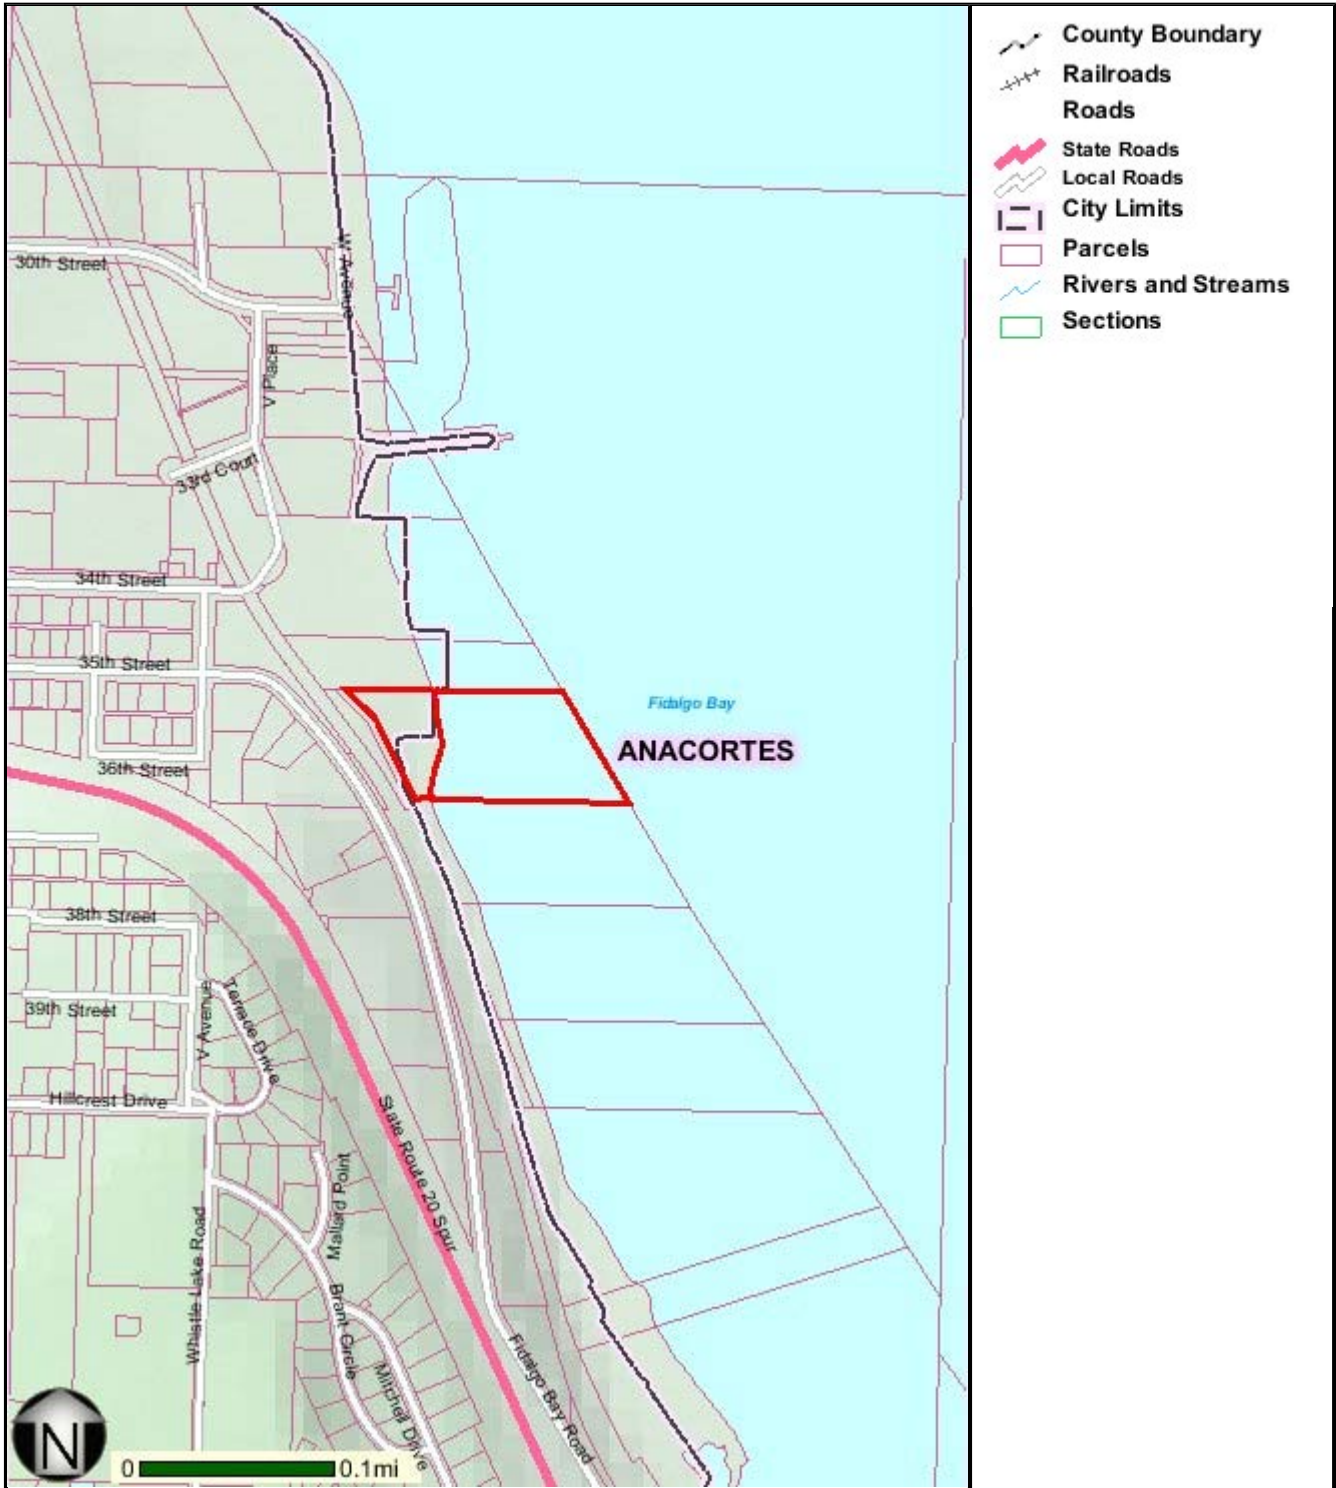 County Boundary
Railroads
Roads
State Roads
Local Roads
City Limits
Parcels
Rivers and Streams
Sections
W Avenue
30th Street
V Place
33rd Court
34th Street
35th Street
Fidalgo Bay
ANACORTES
36th Street
38th Street
39th Street
V Avenue
Terrace Drive
Hillcrest Drive
State Route 20 Spur
Mallard Point
Whistle Lake Road
Brant Circle
Mitchell Drive
Fidalgo Bay Road
N
0 0.1mi